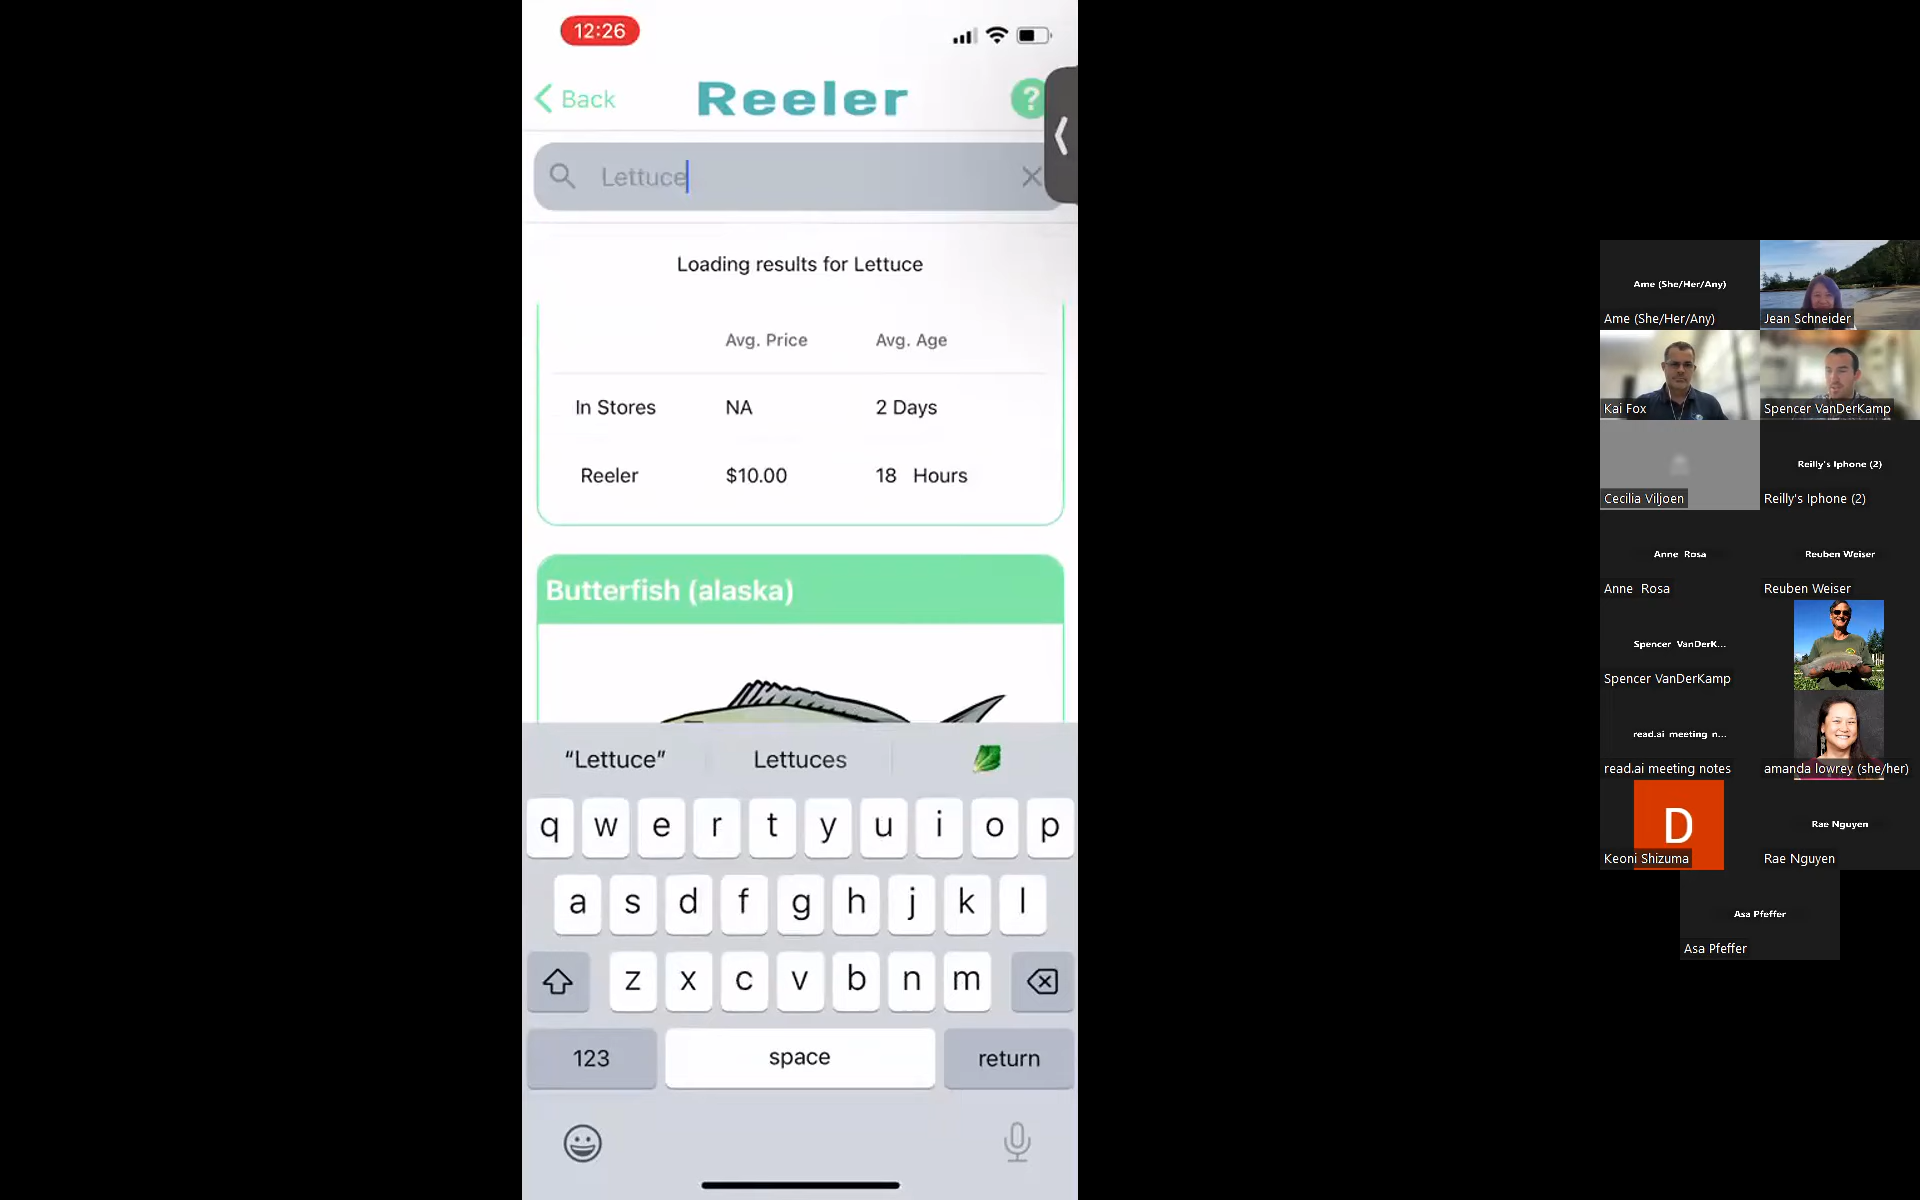 12:26
Back
Reeler
?
Lettuce
Loading results for Lettuce
Avg. Price Avg. Age
In Stores NA 2 Days
Reeler $10.00 18 Hours
Butterfish (alaska)
“Lettuce” Lettuces
q w e r t y u i o p
a s d f g h j k l
z x c v b n m
123 space return
Ame (She/Her/Any)
Ame (She/Her/Any)
Jean Schneider
Kai Fox
Spencer VanDerKamp
Cecilia Viljoen
Reilly's Iphone (2)
Reilly's Iphone (2)
Anne Rosa
Anne Rosa
Reuben Weiser
Reuben Weiser
Spencer VanDerK...
Spencer VanDerKamp
read.ai meeting n...
read.ai meeting notes
amanda lowrey (she/her)
D
Keoni Shizuma
Rae Nguyen
Rae Nguyen
Asa Pfeffer
Asa Pfeffer